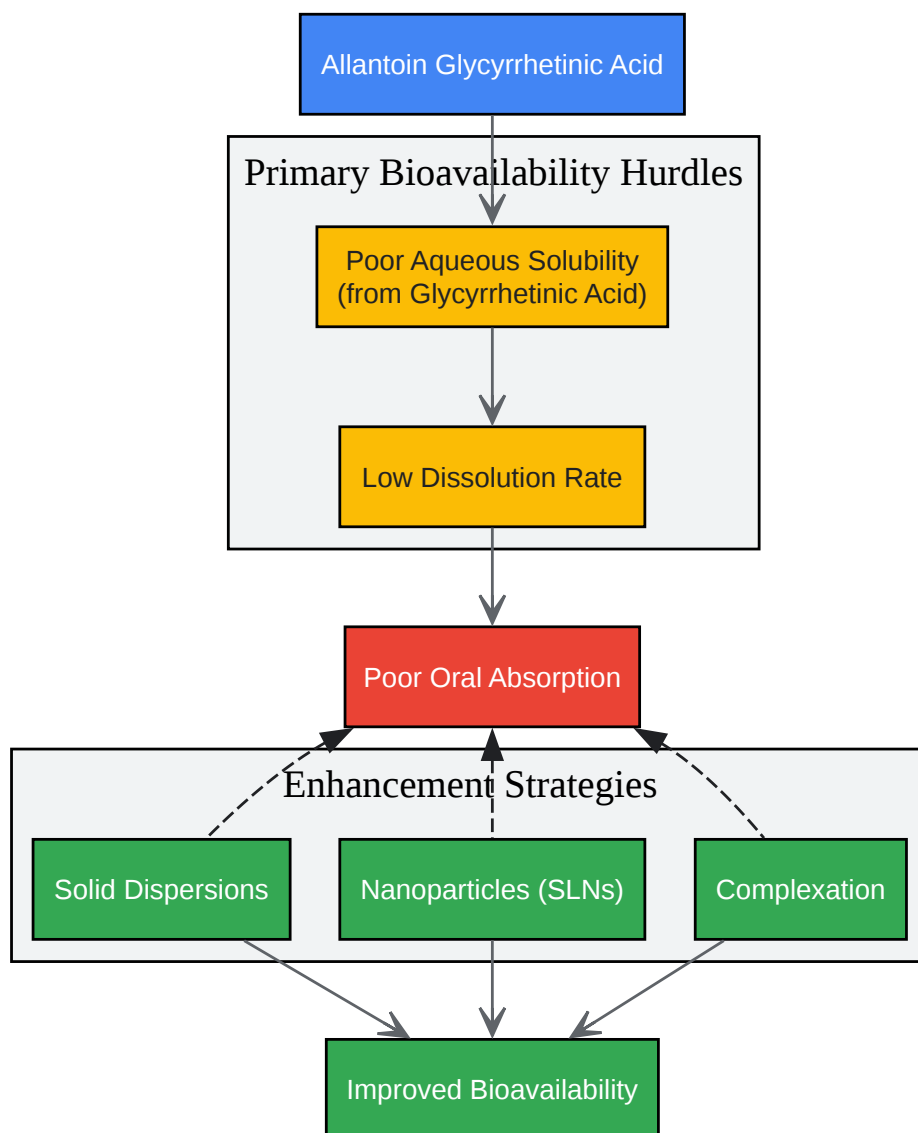 Allantoin Glycyrrhetinic Acid
Primary Bioavailability Hurdles
Poor Aqueous Solubility
(from Glycyrrhetinic Acid)
Low Dissolution Rate
Poor Oral Absorption
Enhancement Strategies
Solid Dispersions
Nanoparticles (SLNs)
Complexation
Improved Bioavailability